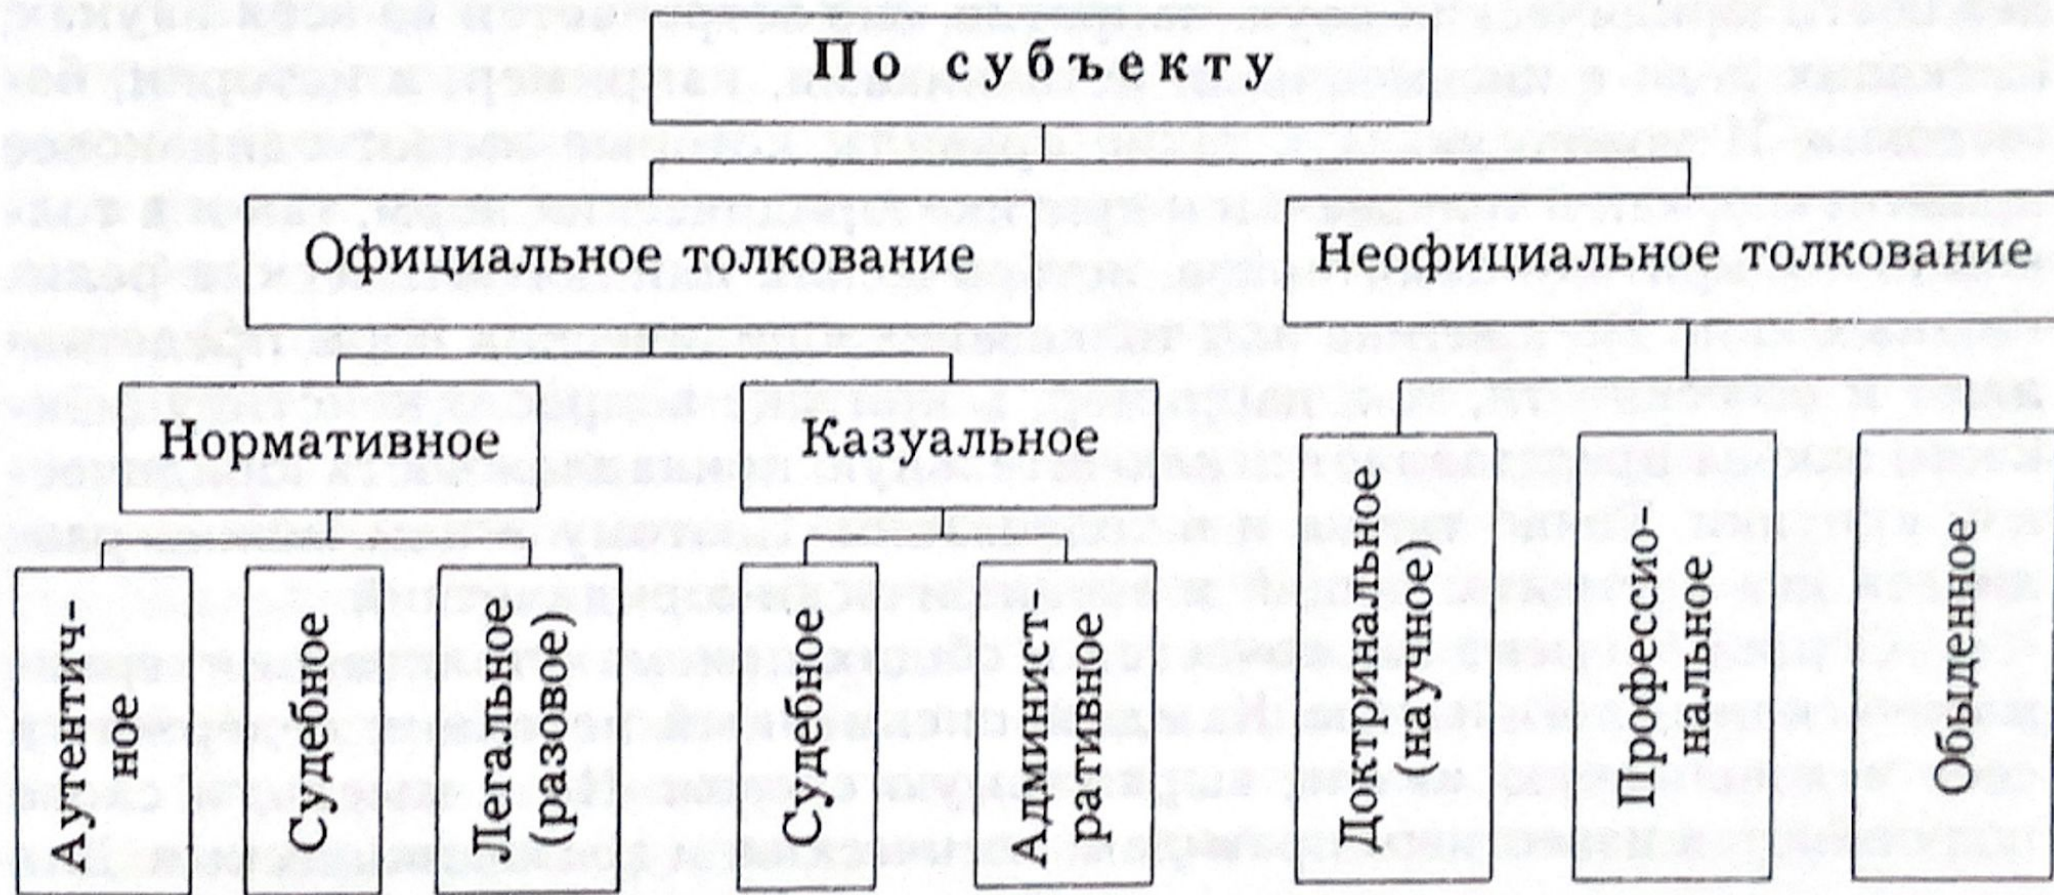 По субъекту
Официальное толкование
Неофициальное толкование
Нормативное
Казуальное
Аутентич-
ное
Судебное
Легальное
(разовое)
Судебное
Админист-
ративное
Доктринальное
(научное)
Профессио-
нальное
Обыденное